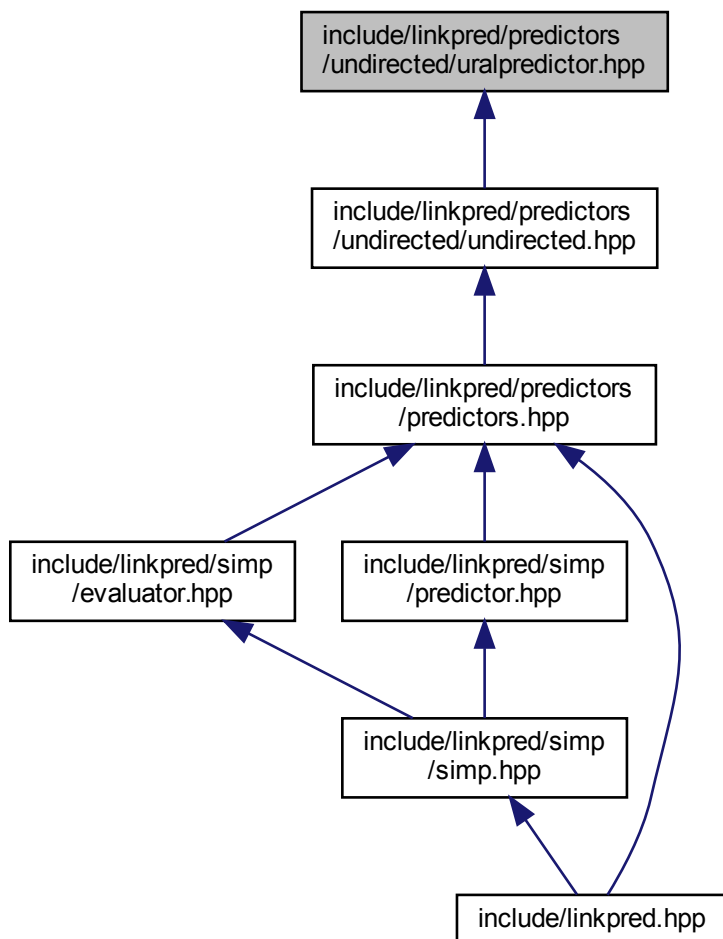 include/linkpred/predictors
/undirected/uralpredictor.hpp
include/linkpred/predictors
/undirected/undirected.hpp
include/linkpred/predictors
/predictors.hpp
include/linkpred/simp
/evaluator.hpp
include/linkpred/simp
/predictor.hpp
include/linkpred/simp
/simp.hpp
include/linkpred.hpp